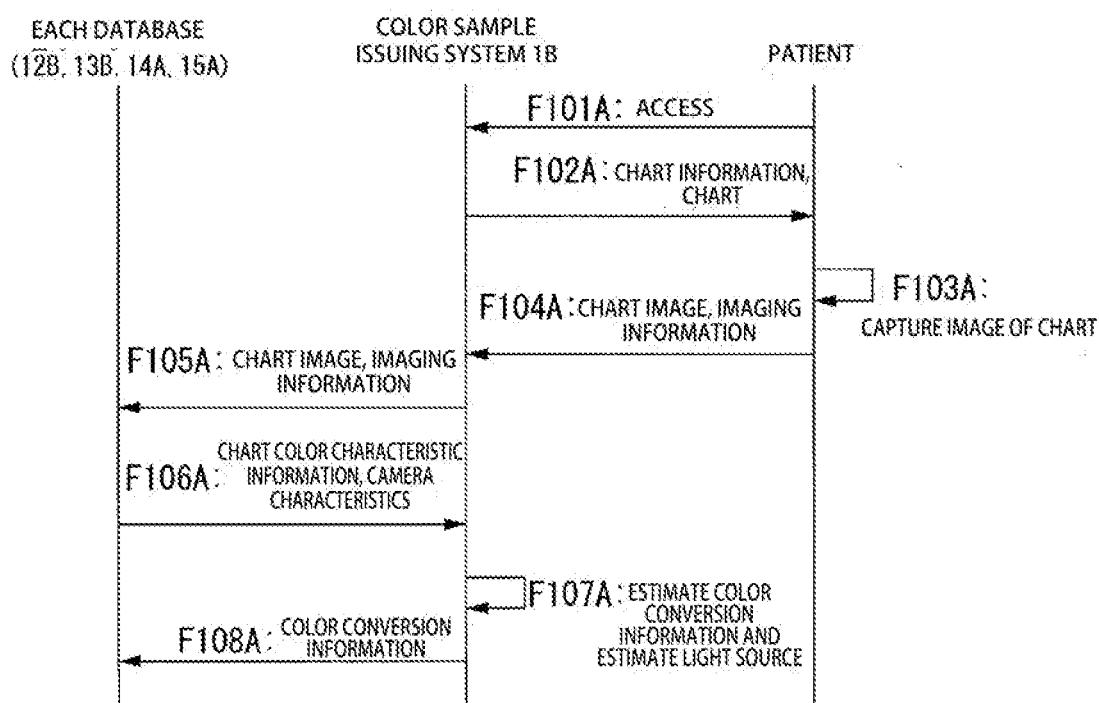 EACH DATABASE
(12B, 13B, 14A, 15A)
COLOR SAMPLE
ISSUING SYSTEM 1B
PATIENT
F101A: ACCESS
F102A: CHART INFORMATION,
CHART
F103A:
CAPTURE IMAGE OF CHART
F104A: CHART IMAGE, IMAGING
INFORMATION
F105A: CHART IMAGE, IMAGING
INFORMATION
F106A: CHART COLOR CHARACTERISTIC
INFORMATION, CAMERA
CHARACTERISTICS
F107A: ESTIMATE COLOR
CONVERSION
INFORMATION AND
ESTIMATE LIGHT SOURCE
F108A: COLOR CONVERSION
INFORMATION